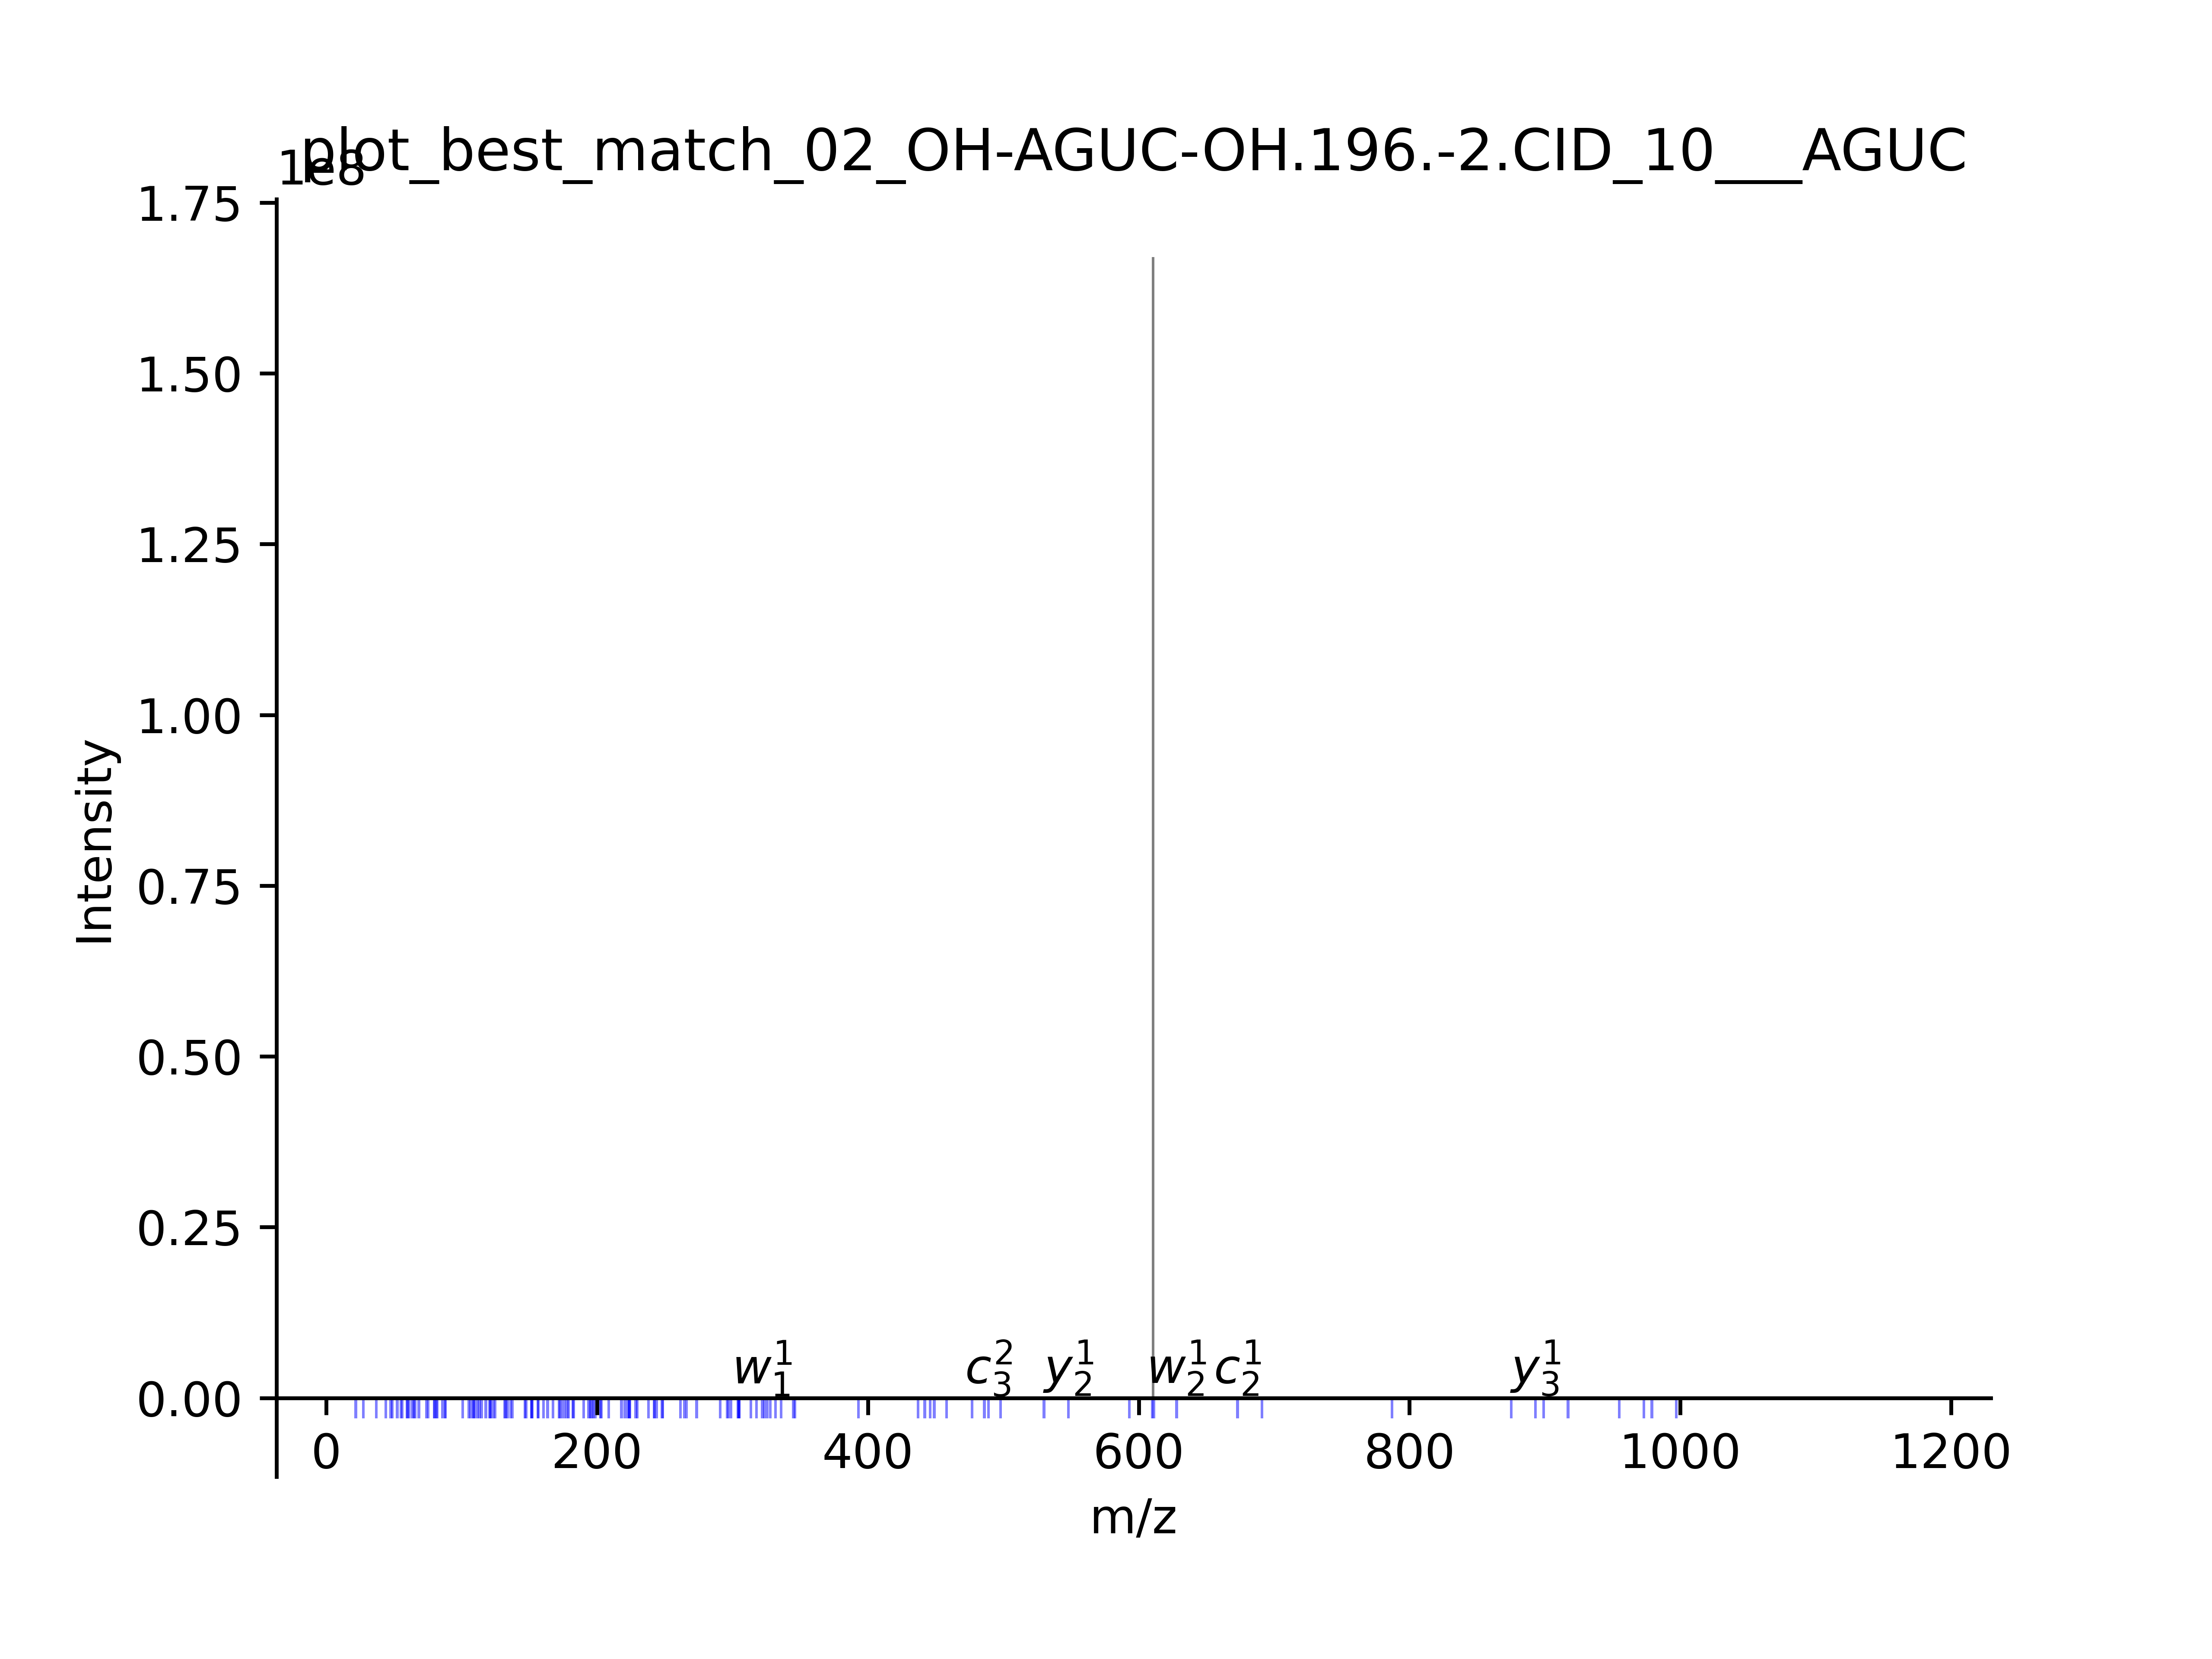 plot_best_match_02_OH-AGUC-OH.196.-2.CID_10___AGUC
1e8
1.75
1.50
1.25
1.00
0.75
0.50
0.25
0.00
Intensity
w₁¹ c₃² y₂¹ w₂¹ c₂¹ y₃¹
0 200 400 600 800 1000 1200
m/z